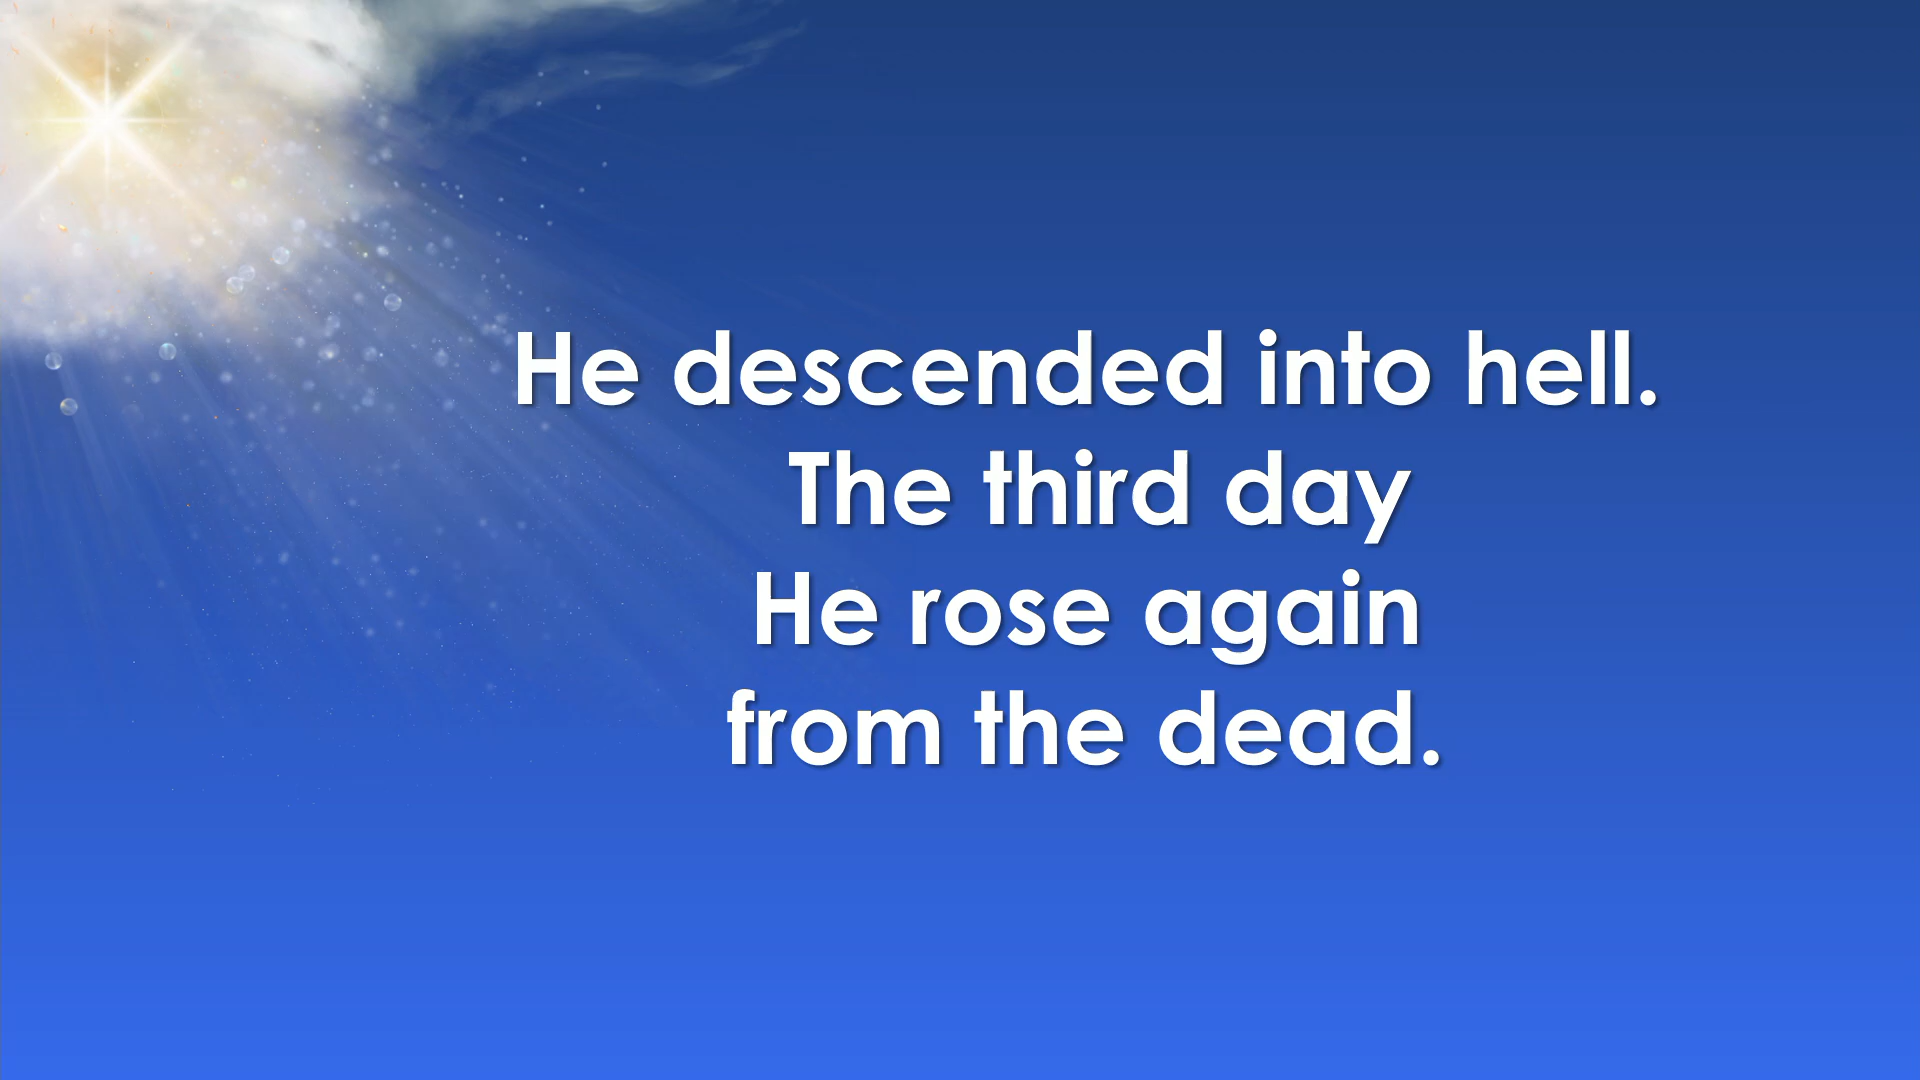 He descended into hell.
The third day
He rose again
from the dead.